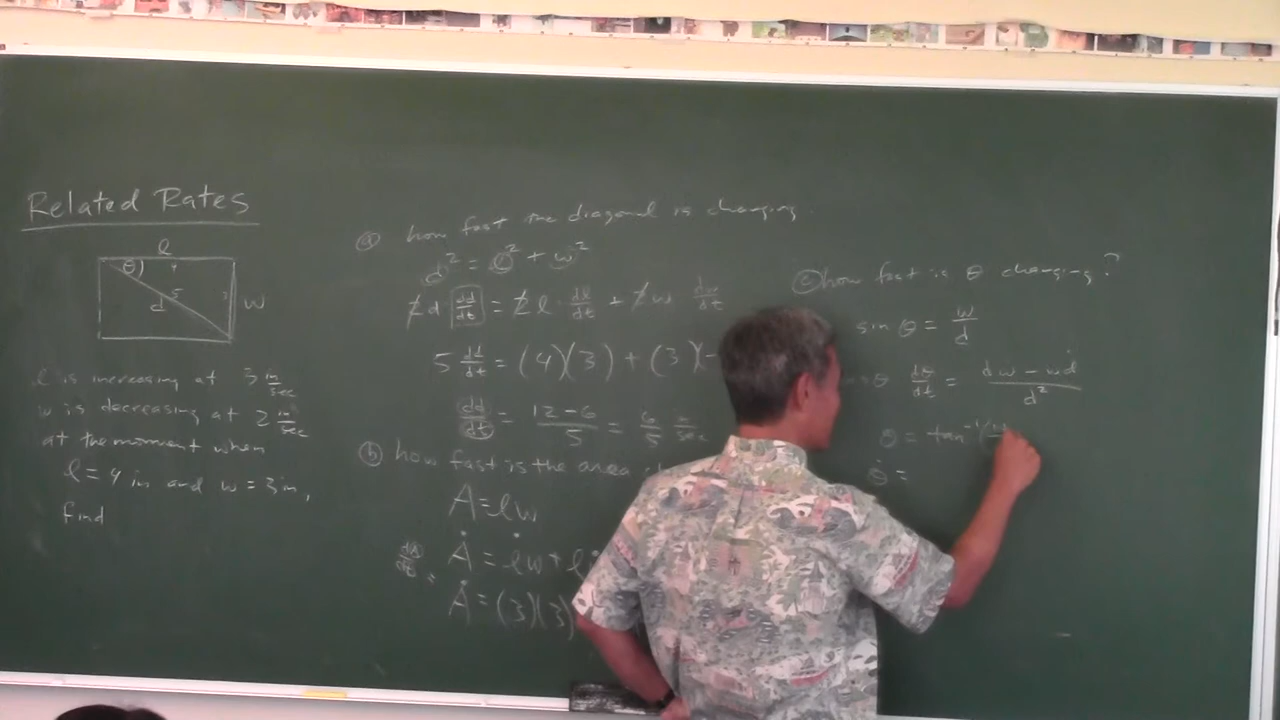 Related Rates
l
θ 4
d 5 3 w
l is increasing at 3 in/sec
w is decreasing at 2 in/sec
at the moment when
l = 4 in and w = 3 in,
find
ⓐ how fast the diagonal is changing.
d² = l² + w²
2d dd/dt = 2l · dl/dt + 2w dw/dt
5 dd/dt = (4)(3) + (3)(-
dd/dt = 12-6/5 = 6/5 in/sec
ⓑ how fast is the area
A = lw
dA/dt = Ȧ = l̇w + l
Ȧ = (3)(3)
ⓒ how fast is θ changing?
sin θ = w/d
θ dθ/dt = dẇ - wḋ/d²
θ = tan⁻¹(w
θ̇ =